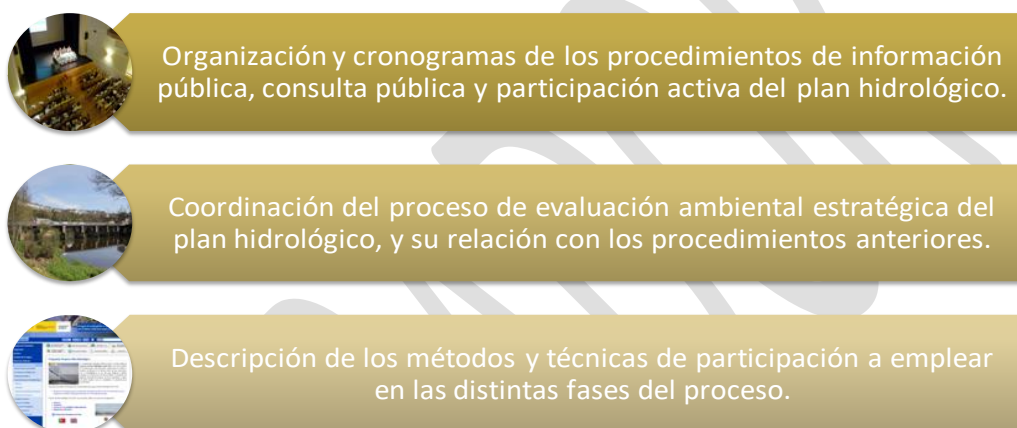 Organización y cronogramas de los procedimientos de información
pública, consulta pública y participación activa del plan hidrológico.
Coordinación del proceso de evaluación ambiental estratégica del
plan hidrológico, y su relación con los procedimientos anteriores.
Descripción de los métodos y técnicas de participación a emplear
en las distintas fases del proceso.